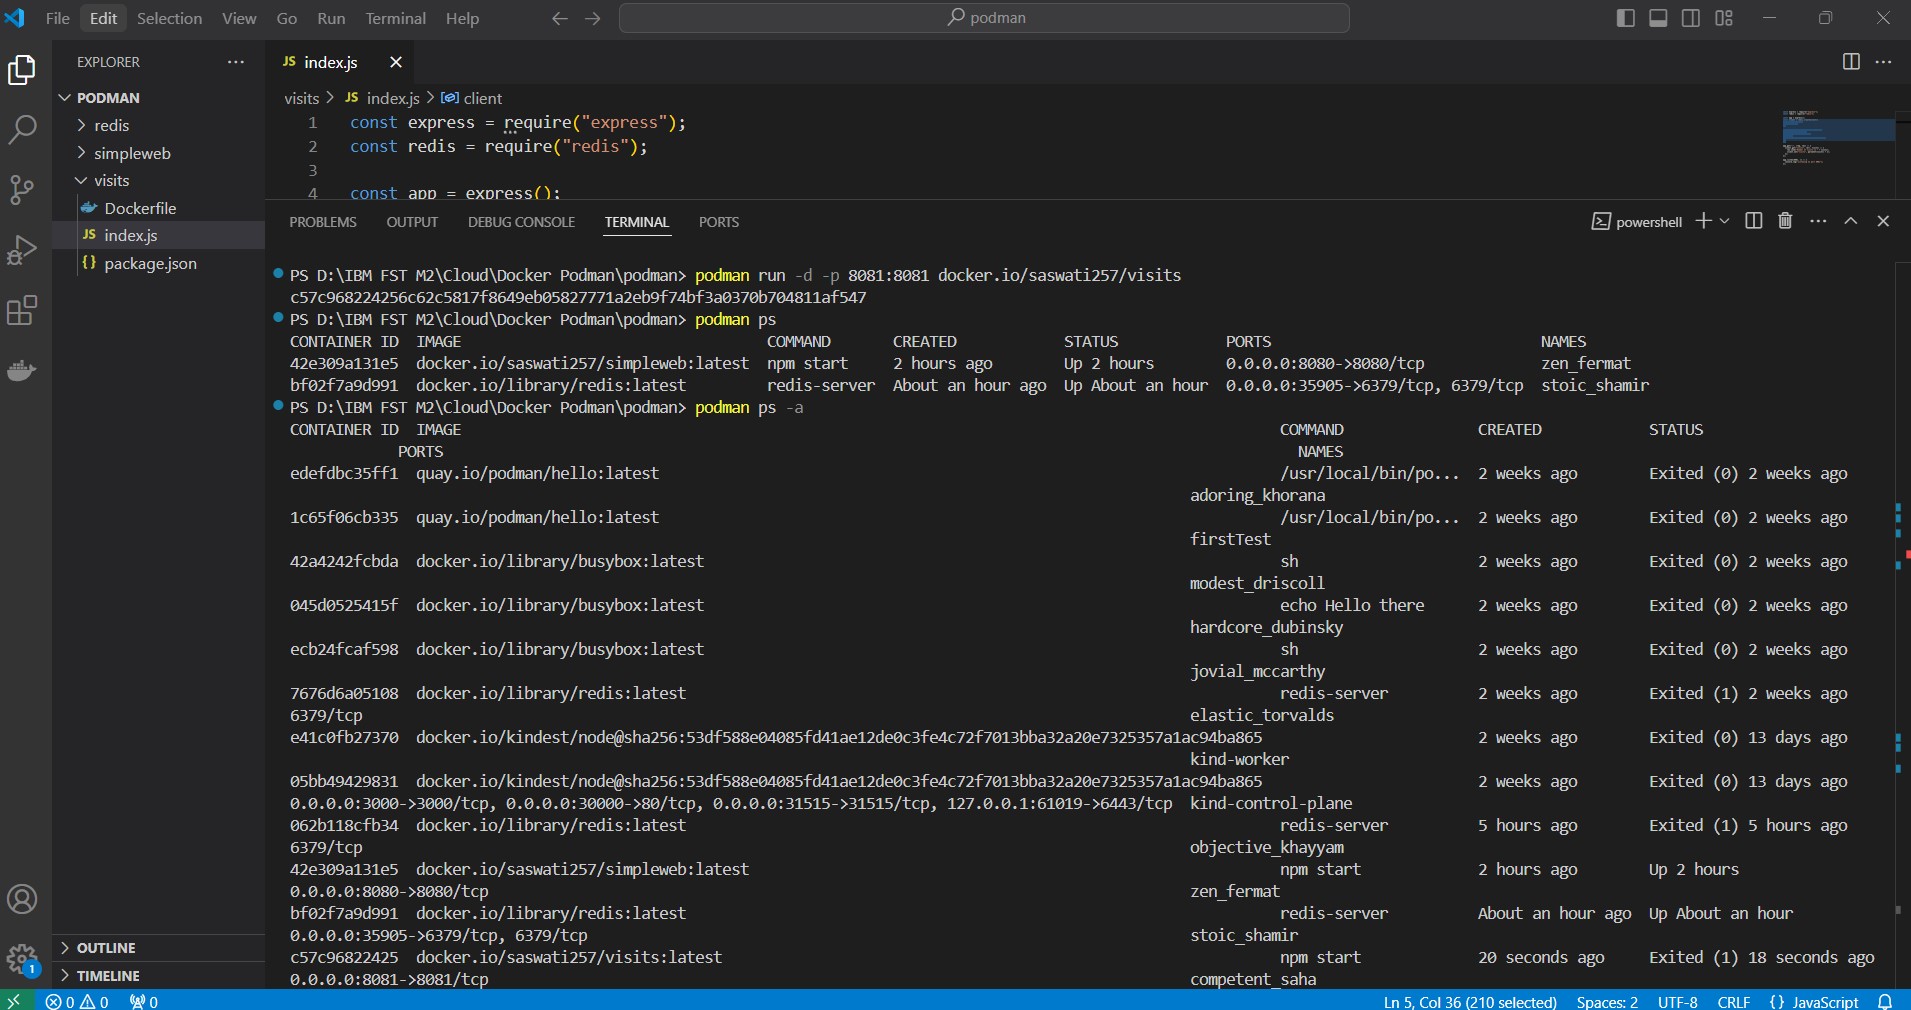 File Edit Selection View Go Run Terminal Help
podman
EXPLORER
PODMAN
redis
simpleweb
visits
Dockerfile
JS index.js
{} package.json
OUTLINE
TIMELINE
JS index.js
visits > JS index.js > client
1 const express = require("express");
2 const redis = require("redis");
3
4 const app = express();
PROBLEMS OUTPUT DEBUG CONSOLE TERMINAL PORTS
powershell
PS D:\IBM FST M2\Cloud\Docker Podman\podman> podman run -d -p 8081:8081 docker.io/saswati257/visits
c57c968224256c62c5817f8649eb05827771a2eb9f74bf3a0370b704811af547
PS D:\IBM FST M2\Cloud\Docker Podman\podman> podman ps
CONTAINER ID IMAGE COMMAND CREATED STATUS PORTS NAMES
42e309a131e5 docker.io/saswati257/simpleweb:latest npm start 2 hours ago Up 2 hours 0.0.0.0:8080->8080/tcp zen_fermat
bf02f7a9d991 docker.io/library/redis:latest redis-server About an hour ago Up About an hour 0.0.0.0:35905->6379/tcp, 6379/tcp stoic_shamir
PS D:\IBM FST M2\Cloud\Docker Podman\podman> podman ps -a
CONTAINER ID IMAGE COMMAND CREATED STATUS
PORTS NAMES
edefdbc35ff1 quay.io/podman/hello:latest /usr/local/bin/po... 2 weeks ago Exited (0) 2 weeks ago
adoring_khorana
1c65f06cb335 quay.io/podman/hello:latest /usr/local/bin/po... 2 weeks ago Exited (0) 2 weeks ago
firstTest
42a4242fcbda docker.io/library/busybox:latest sh 2 weeks ago Exited (0) 2 weeks ago
modest_driscoll
045d0525415f docker.io/library/busybox:latest echo Hello there 2 weeks ago Exited (0) 2 weeks ago
hardcore_dubinsky
ecb24fcaf598 docker.io/library/busybox:latest sh 2 weeks ago Exited (0) 2 weeks ago
jovial_mccarthy
7676d6a05108 docker.io/library/redis:latest redis-server 2 weeks ago Exited (1) 2 weeks ago
6379/tcp elastic_torvalds
e41c0fb27370 docker.io/kindest/node@sha256:53df588e04085fd41ae12de0c3fe4c72f7013bba32a20e7325357a1ac94ba865 2 weeks ago Exited (0) 13 days ago
kind-worker
05bb49429831 docker.io/kindest/node@sha256:53df588e04085fd41ae12de0c3fe4c72f7013bba32a20e7325357a1ac94ba865 2 weeks ago Exited (0) 13 days ago
0.0.0.0:3000->3000/tcp, 0.0.0.0:30000->80/tcp, 0.0.0.0:31515->31515/tcp, 127.0.0.1:61019->6443/tcp kind-control-plane
062b118cfb34 docker.io/library/redis:latest redis-server 5 hours ago Exited (1) 5 hours ago
6379/tcp objective_khayyam
42e309a131e5 docker.io/saswati257/simpleweb:latest npm start 2 hours ago Up 2 hours
0.0.0.0:8080->8080/tcp zen_fermat
bf02f7a9d991 docker.io/library/redis:latest redis-server About an hour ago Up About an hour
0.0.0.0:35905->6379/tcp, 6379/tcp stoic_shamir
c57c96822425 docker.io/saswati257/visits:latest npm start 20 seconds ago Exited (1) 18 seconds ago
0.0.0.0:8081->8081/tcp competent_saha
1
0 0 0 Ln 5, Col 36 (210 selected) Spaces: 2 UTF-8 CRLF {} JavaScript